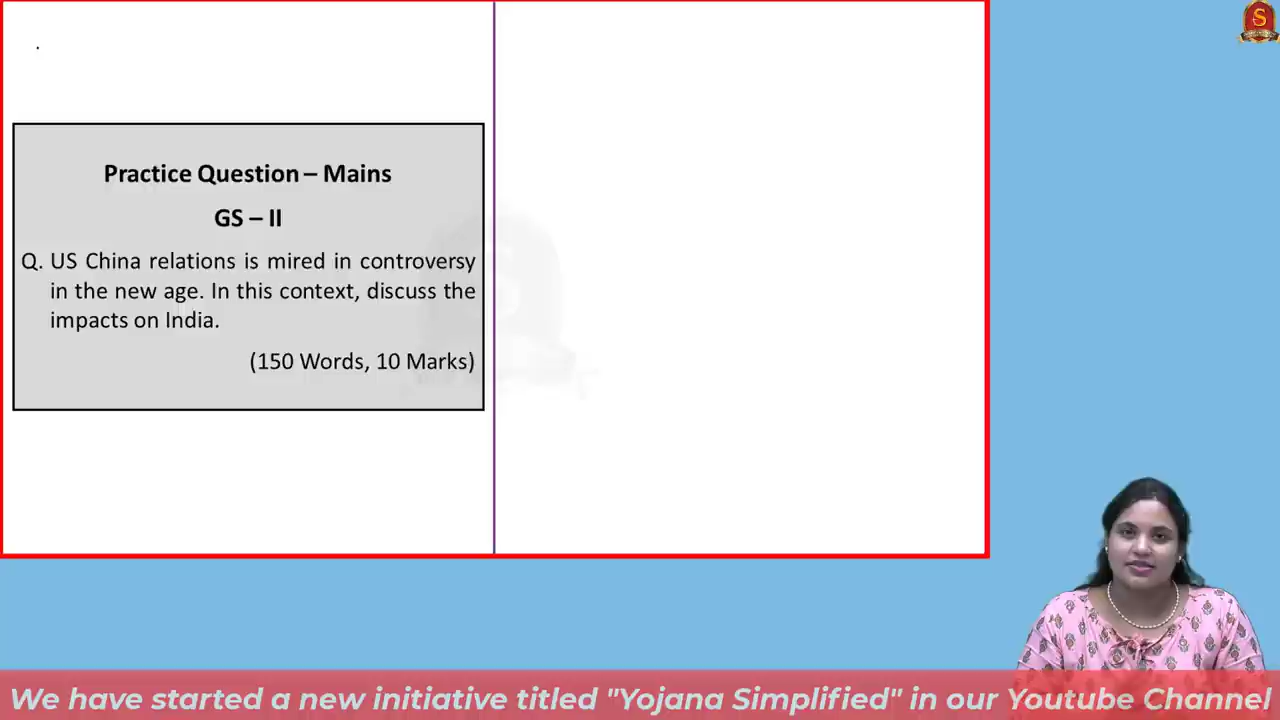 Practice Question – Mains
GS – II
Q. US China relations is mired in controversy
in the new age. In this context, discuss the
impacts on India.
(150 Words, 10 Marks)
S
We have started a new initiative titled "Yojana Simplified" in our Youtube Channel